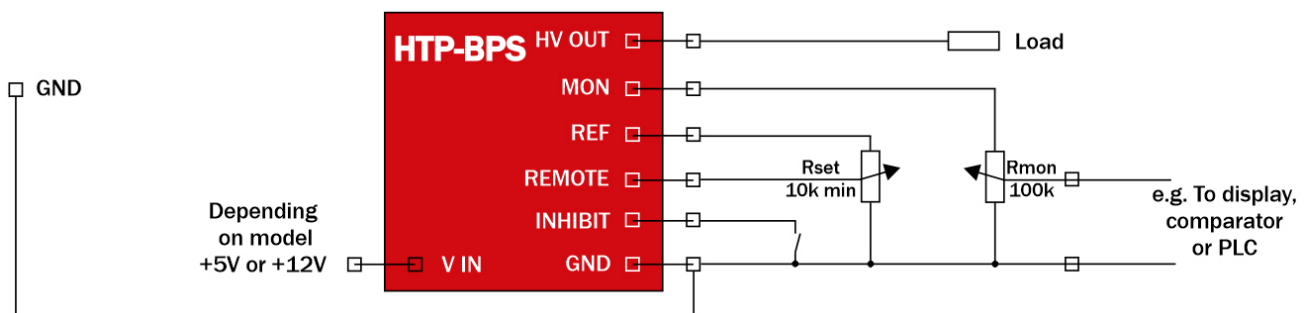 GND
Depending
on model
+5V or +12V
HTP-BPS
HV OUT
MON
REF
REMOTE
INHIBIT
V IN
GND
Load
Rset
10k min
Rmon
100k
e.g. To display,
comparator
or PLC